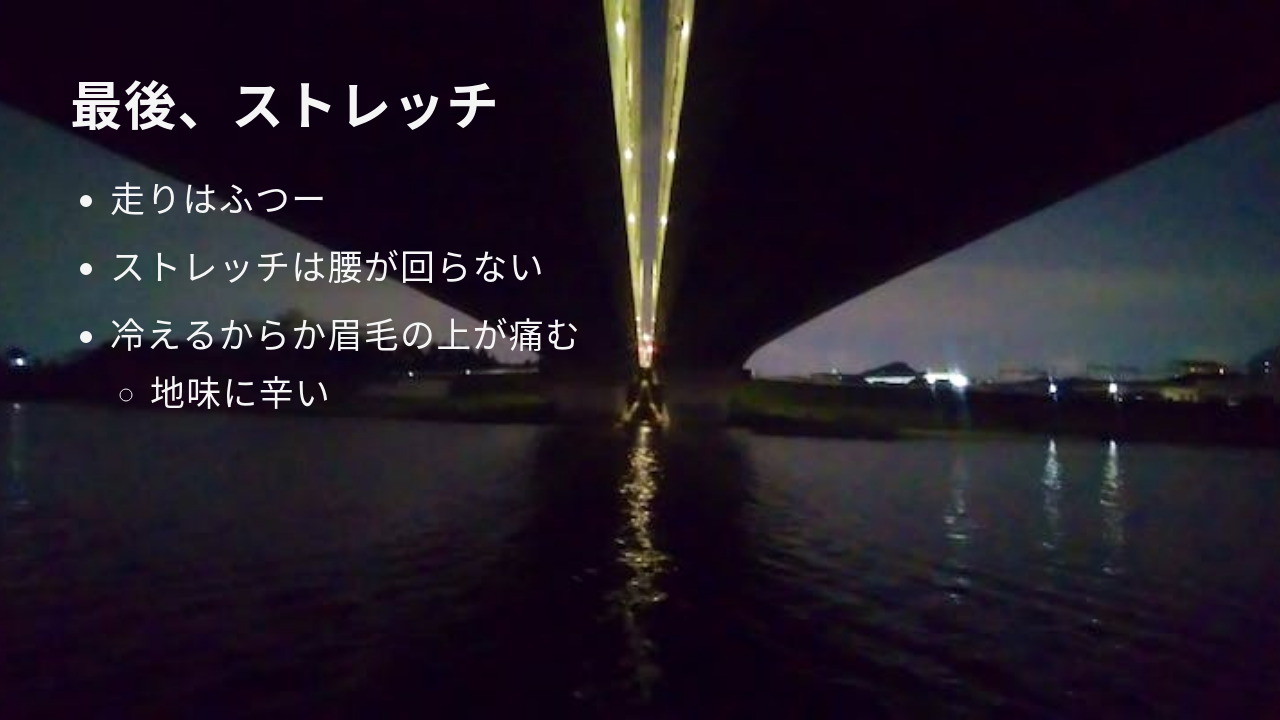 最後、ストレッチ
走りはふつー
ストレッチは腰が回らない
冷えるからか眉毛の上が痛む
地味に辛い